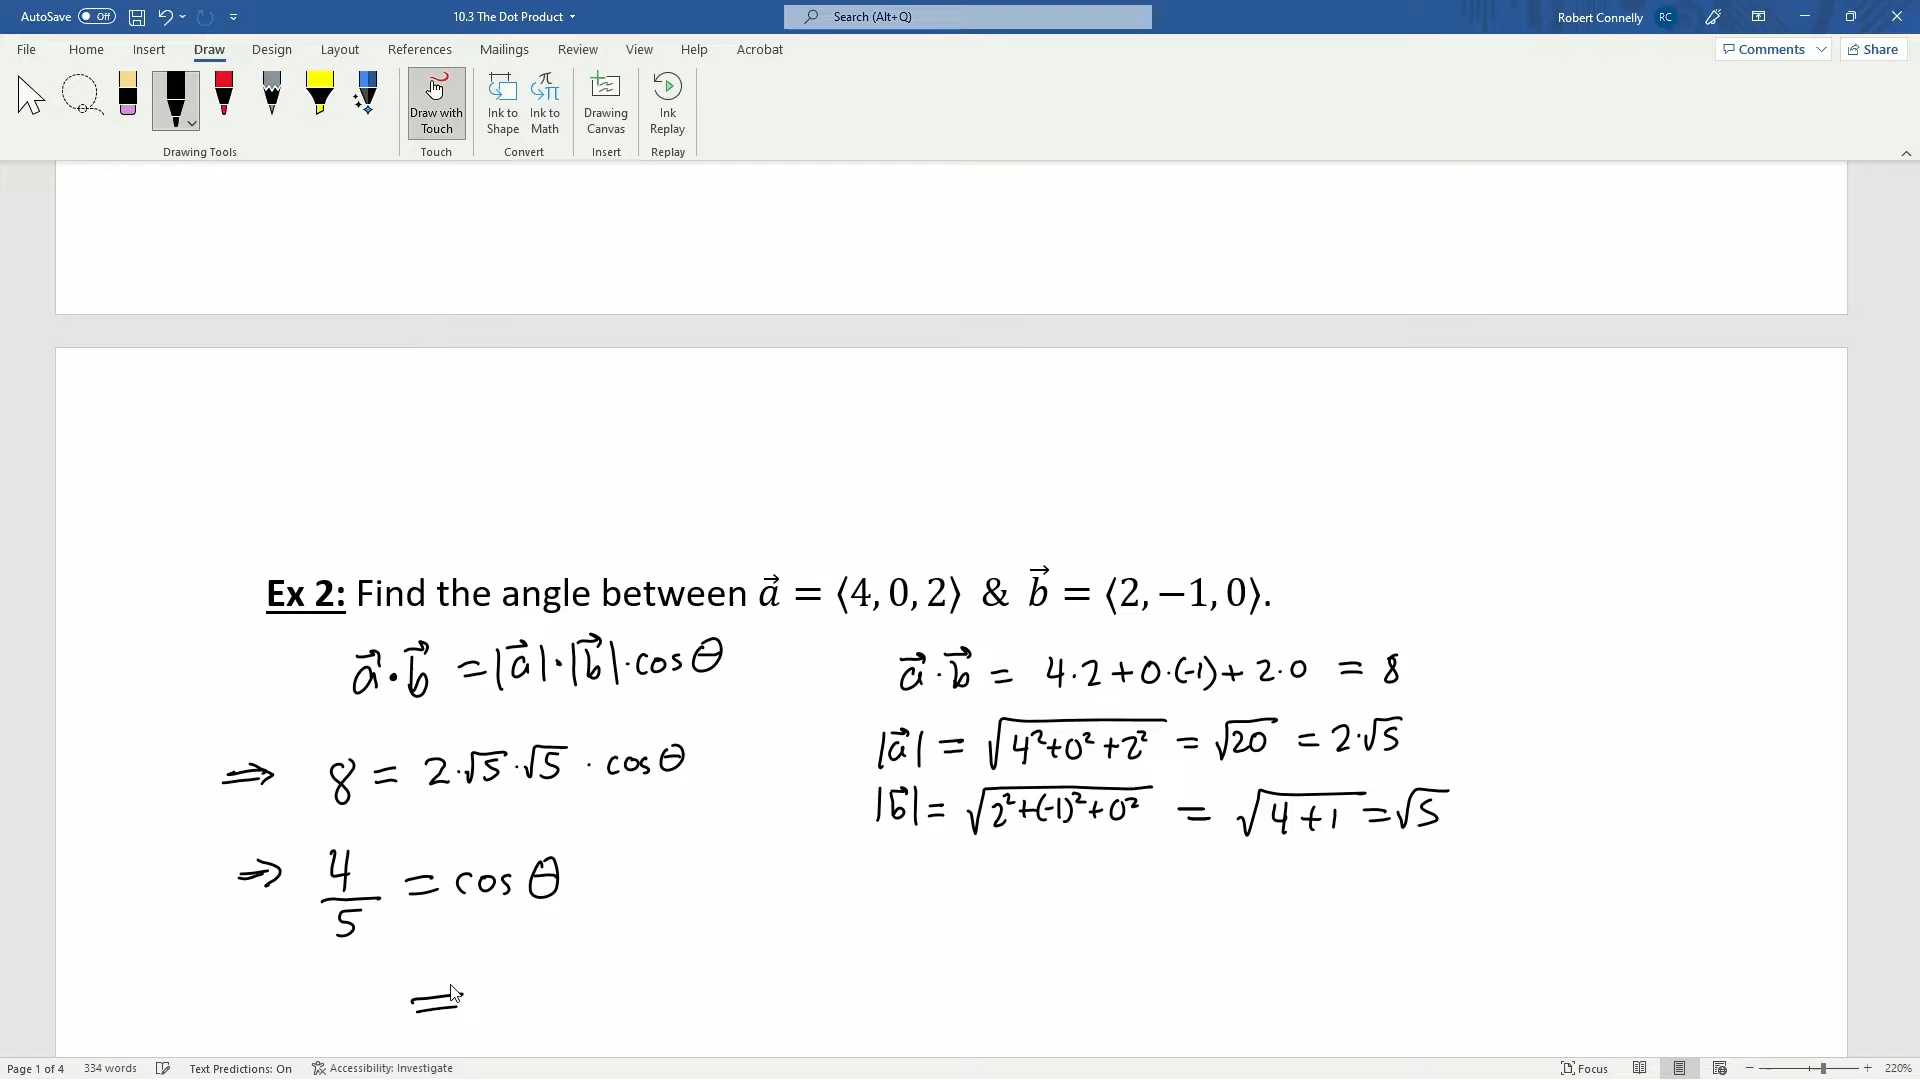 AutoSave Off 10.3 The Dot Product Search (Alt+Q) Robert Connelly RC
File Home Insert Draw Design Layout References Mailings Review View Help Acrobat Comments Share
Draw with Touch Ink to Shape Ink to Math Drawing Canvas Ink Replay
Drawing Tools Touch Convert Insert Replay
Ex 2: Find the angle between a⃗ = ⟨4, 0, 2⟩ & b⃗ = ⟨2, −1, 0⟩.
a⃗ · b⃗ = |a⃗| · |b⃗| · cos θ
⇒ 8 = 2·√5 · √5 · cos θ
⇒ 4/5 = cos θ
=
a⃗ · b⃗ = 4·2 + 0·(-1) + 2·0 = 8
|a⃗| = √(4² + 0² + 2²) = √20 = 2·√5
|b⃗| = √(2² + (-1)² + 0²) = √(4 + 1) = √5
Page 1 of 4 334 words Text Predictions: On Accessibility: Investigate Focus 220%